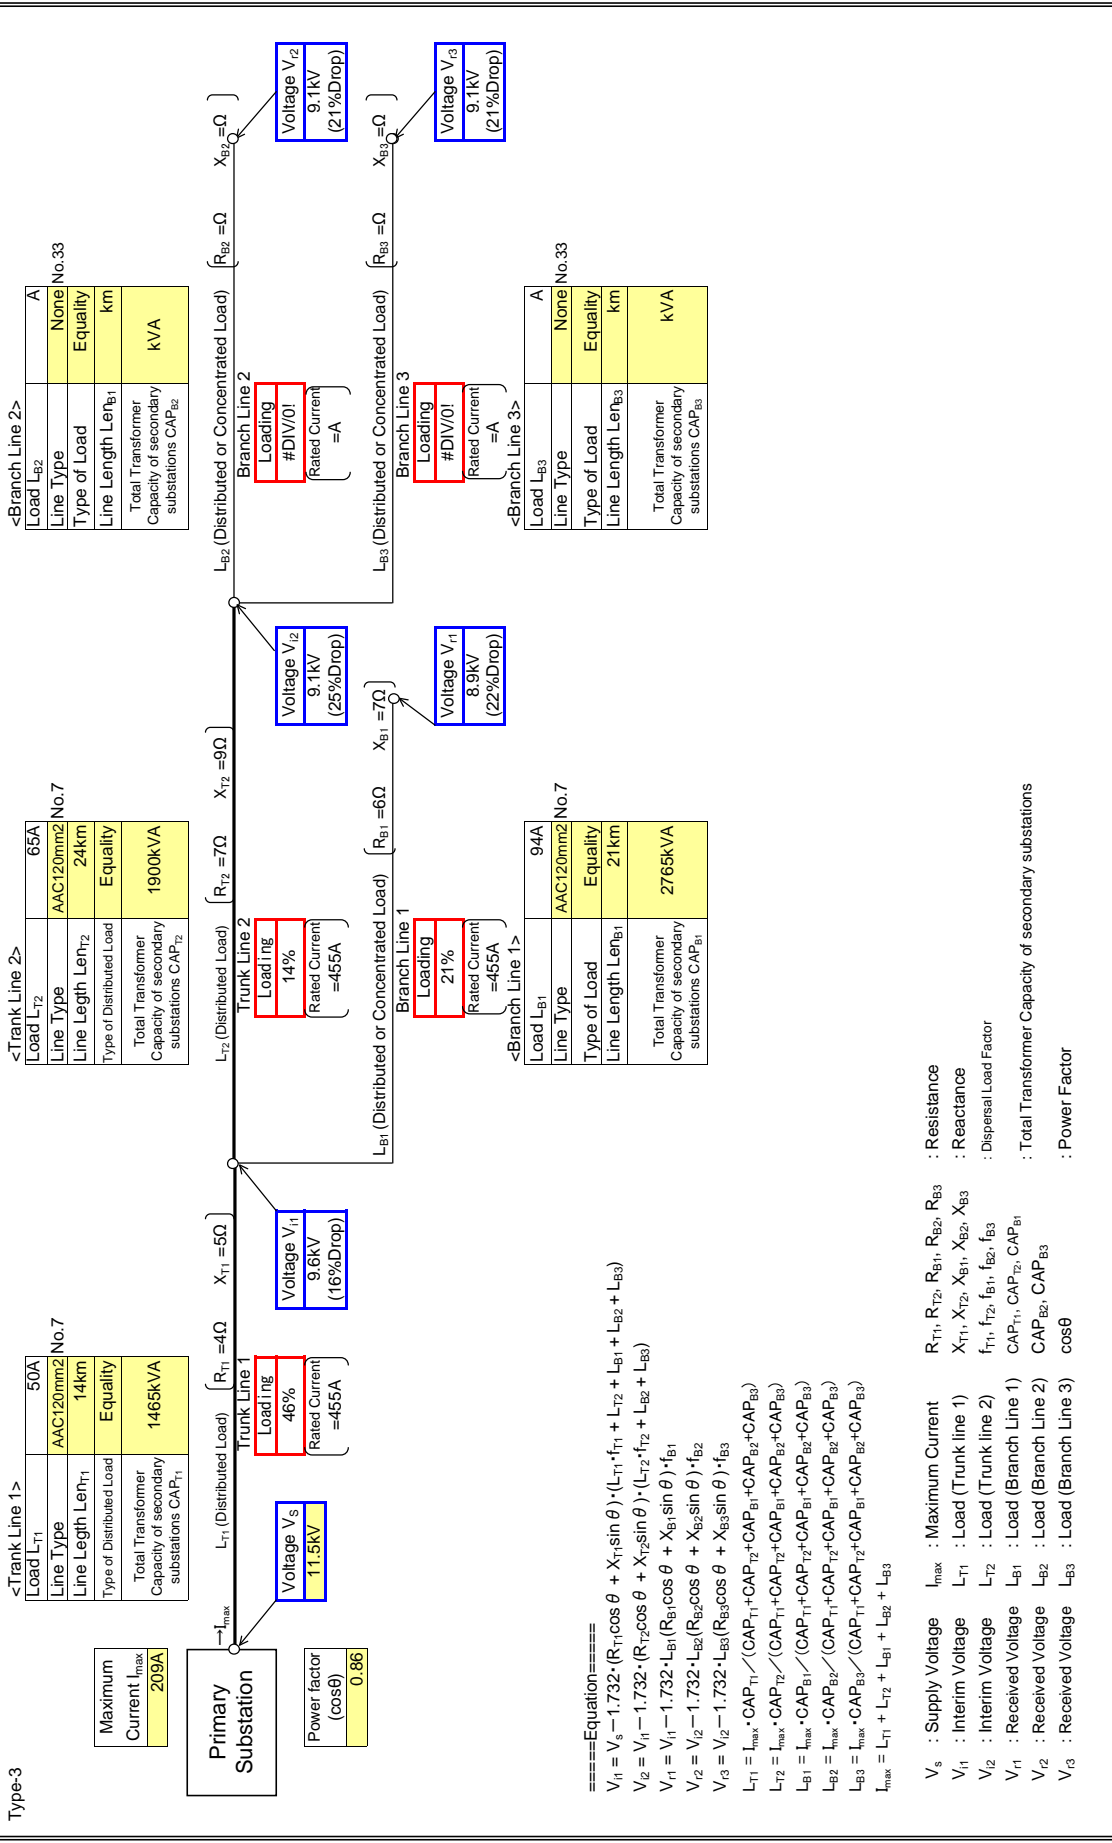 Type-3
Maximum
Current Imax
209A
Primary
Substation
Power factor
(cosθ)
0.86
→Imax
Voltage Vs
11.5kV
<Trank Line 1>
Load LT1 50A
Line Type AAC120mm2 No.7
Line Legth LenT1 14km
Type of Distributed Load Equality
Total Transformer
Capacity of secondary
substations CAPT1
1465kVA
LT1 (Distributed Load) RT1 =4Ω XT1 =5Ω
Trunk Line 1
Loading
46%
Rated Current
=455A
Voltage Vi1
9.6kV
(16%Drop)
<Trank Line 2>
Load LT2 65A
Line Type AAC120mm2 No.7
Line Legth LenT2 24km
Type of Distributed Load Equality
Total Transformer
Capacity of secondary
substations CAPT2
1900kVA
LT2 (Distributed Load) RT2 =7Ω XT2 =9Ω
Trunk Line 2
Loading
14%
Rated Current
=455A
Voltage Vi2
9.1kV
(25%Drop)
LB1 (Distributed or Concentrated Load) RB1 =6Ω XB1 =7Ω
Branch Line 1
Loading
21%
Rated Current
=455A
Voltage Vr1
8.9kV
(22%Drop)
<Branch Line 1>
Load LB1 94A
Line Type AAC120mm2 No.7
Type of Load Equality
Line Length LenB1 21km
Total Transformer
Capacity of secondary
substations CAPB1
2765kVA
<Branch Line 2>
Load LB2 A
Line Type None No.33
Type of Load Equality
Line Length LenB1 km
Total Transformer
Capacity of secondary
substations CAPB2
kVA
LB2 (Distributed or Concentrated Load) RB2 =Ω XB2 =Ω
Branch Line 2
Loading
#DIV/0!
Rated Current
=A
Voltage Vr2
9.1kV
(21%Drop)
LB3 (Distributed or Concentrated Load) RB3 =Ω XB3 =Ω
Branch Line 3
Loading
#DIV/0!
Rated Current
=A
Voltage Vr3
9.1kV
(21%Drop)
<Branch Line 3>
Load LB3 A
Line Type None No.33
Type of Load Equality
Line Length LenB3 km
Total Transformer
Capacity of secondary
substations CAPB3
kVA
=====Equation=====
Vi1 = Vs－1.732・(RT1cos θ + XT1sin θ)・(LT1・fT1 + LT2 + LB1 + LB2 + LB3)
Vi2 = Vi1－1.732・(RT2cos θ + XT2sin θ)・(LT2・fT2 + LB2 + LB3)
Vr1 = Vi1－1.732・LB1(RB1cos θ + XB1sin θ)・fB1
Vr2 = Vi2－1.732・LB2(RB2cos θ + XB2sin θ)・fB2
Vr3 = Vi2－1.732・LB3(RB3cos θ + XB3sin θ)・fB3
LT1 = Imax・CAPT1／(CAPT1+CAPT2+CAPB1+CAPB2+CAPB3)
LT2 = Imax・CAPT2／(CAPT1+CAPT2+CAPB1+CAPB2+CAPB3)
LB1 = Imax・CAPB1／(CAPT1+CAPT2+CAPB1+CAPB2+CAPB3)
LB2 = Imax・CAPB2／(CAPT1+CAPT2+CAPB1+CAPB2+CAPB3)
LB3 = Imax・CAPB3／(CAPT1+CAPT2+CAPB1+CAPB2+CAPB3)
Imax = LT1 + LT2 + LB1 + LB2 + LB3
Vs : Supply Voltage Imax : Maximum Current RT1, RT2, RB1, RB2, RB3 : Resistance
Vi1 : Interim Voltage LT1 : Load (Trunk line 1) XT1, XT2, XB1, XB2, XB3 : Reactance
Vi2 : Interim Voltage LT2 : Load (Trunk line 2) fT1, fT2, fB1, fB2, fB3 : Dispersal Load Factor
Vr1 : Received Voltage LB1 : Load (Branch Line 1) CAPT1, CAPT2, CAPB1 : Total Transformer Capacity of secondary substations
Vr2 : Received Voltage LB2 : Load (Branch Line 2) CAPB2, CAPB3
Vr3 : Received Voltage LB3 : Load (Branch Line 3) cosθ : Power Factor